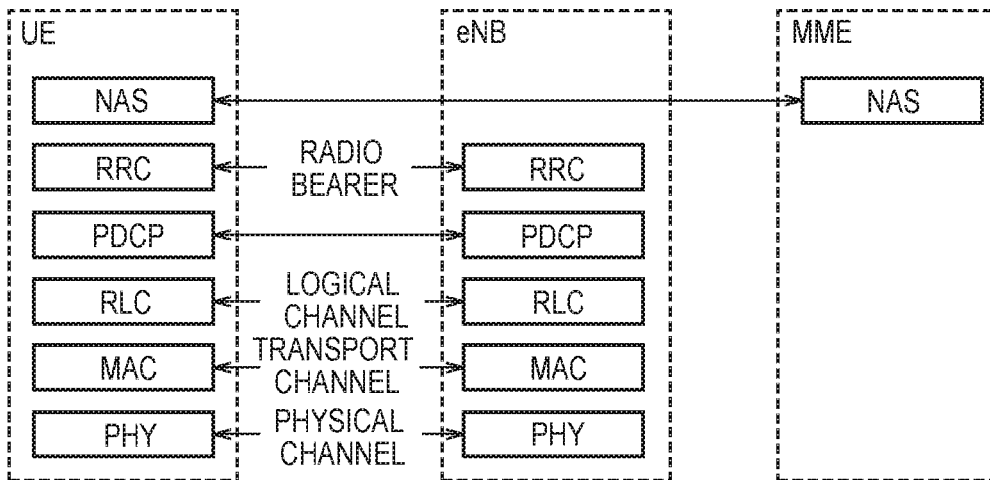 UE
eNB
MME
NAS
NAS
RRC
RADIO
BEARER
RRC
PDCP
PDCP
RLC
LOGICAL
CHANNEL
RLC
MAC
TRANSPORT
CHANNEL
MAC
PHY
PHYSICAL
CHANNEL
PHY